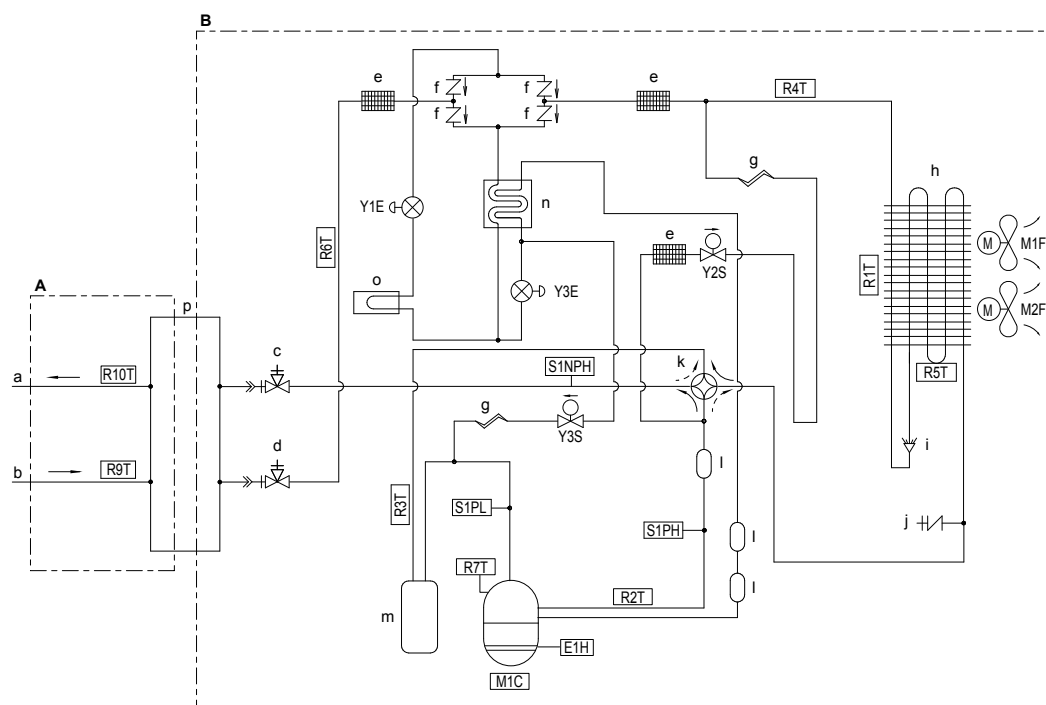 B
e
f
f
e
R4T
f
f
g
h
Y1E
n
R6T
e
Y2S
R1T
M
M1F
A
p
o
Y3E
M
M2F
c
S1NPH
k
R5T
a
R10T
g
Y3S
d
b
R9T
l
i
R3T
S1PL
S1PH
j
l
R7T
l
m
R2T
E1H
M1C